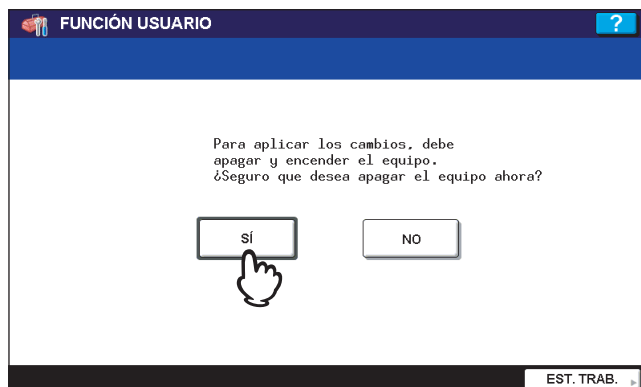 FUNCIÓN USUARIO
?
Para aplicar los cambios, debe
apagar y encender el equipo.
¿Seguro que desea apagar el equipo ahora?
SÍ
NO
EST. TRAB.